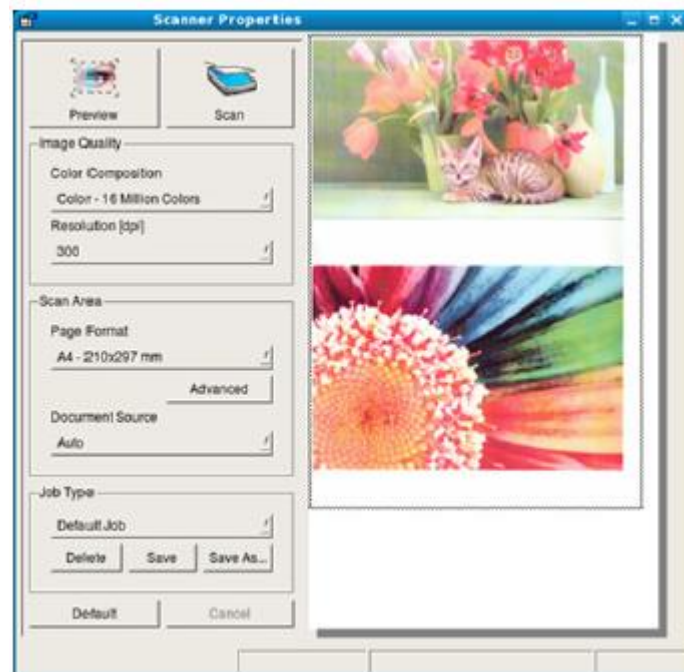 Scanner Properties
Preview
Scan
Image Quality
Color Composition
Color - 16 Million Colors
Resolution [dpi]
300
Scan Area
Page Format
A4 - 210x297 mm
Advanced
Document Source
Auto
Job Type
Default Job
Delete
Save
Save As...
Default
Cancel